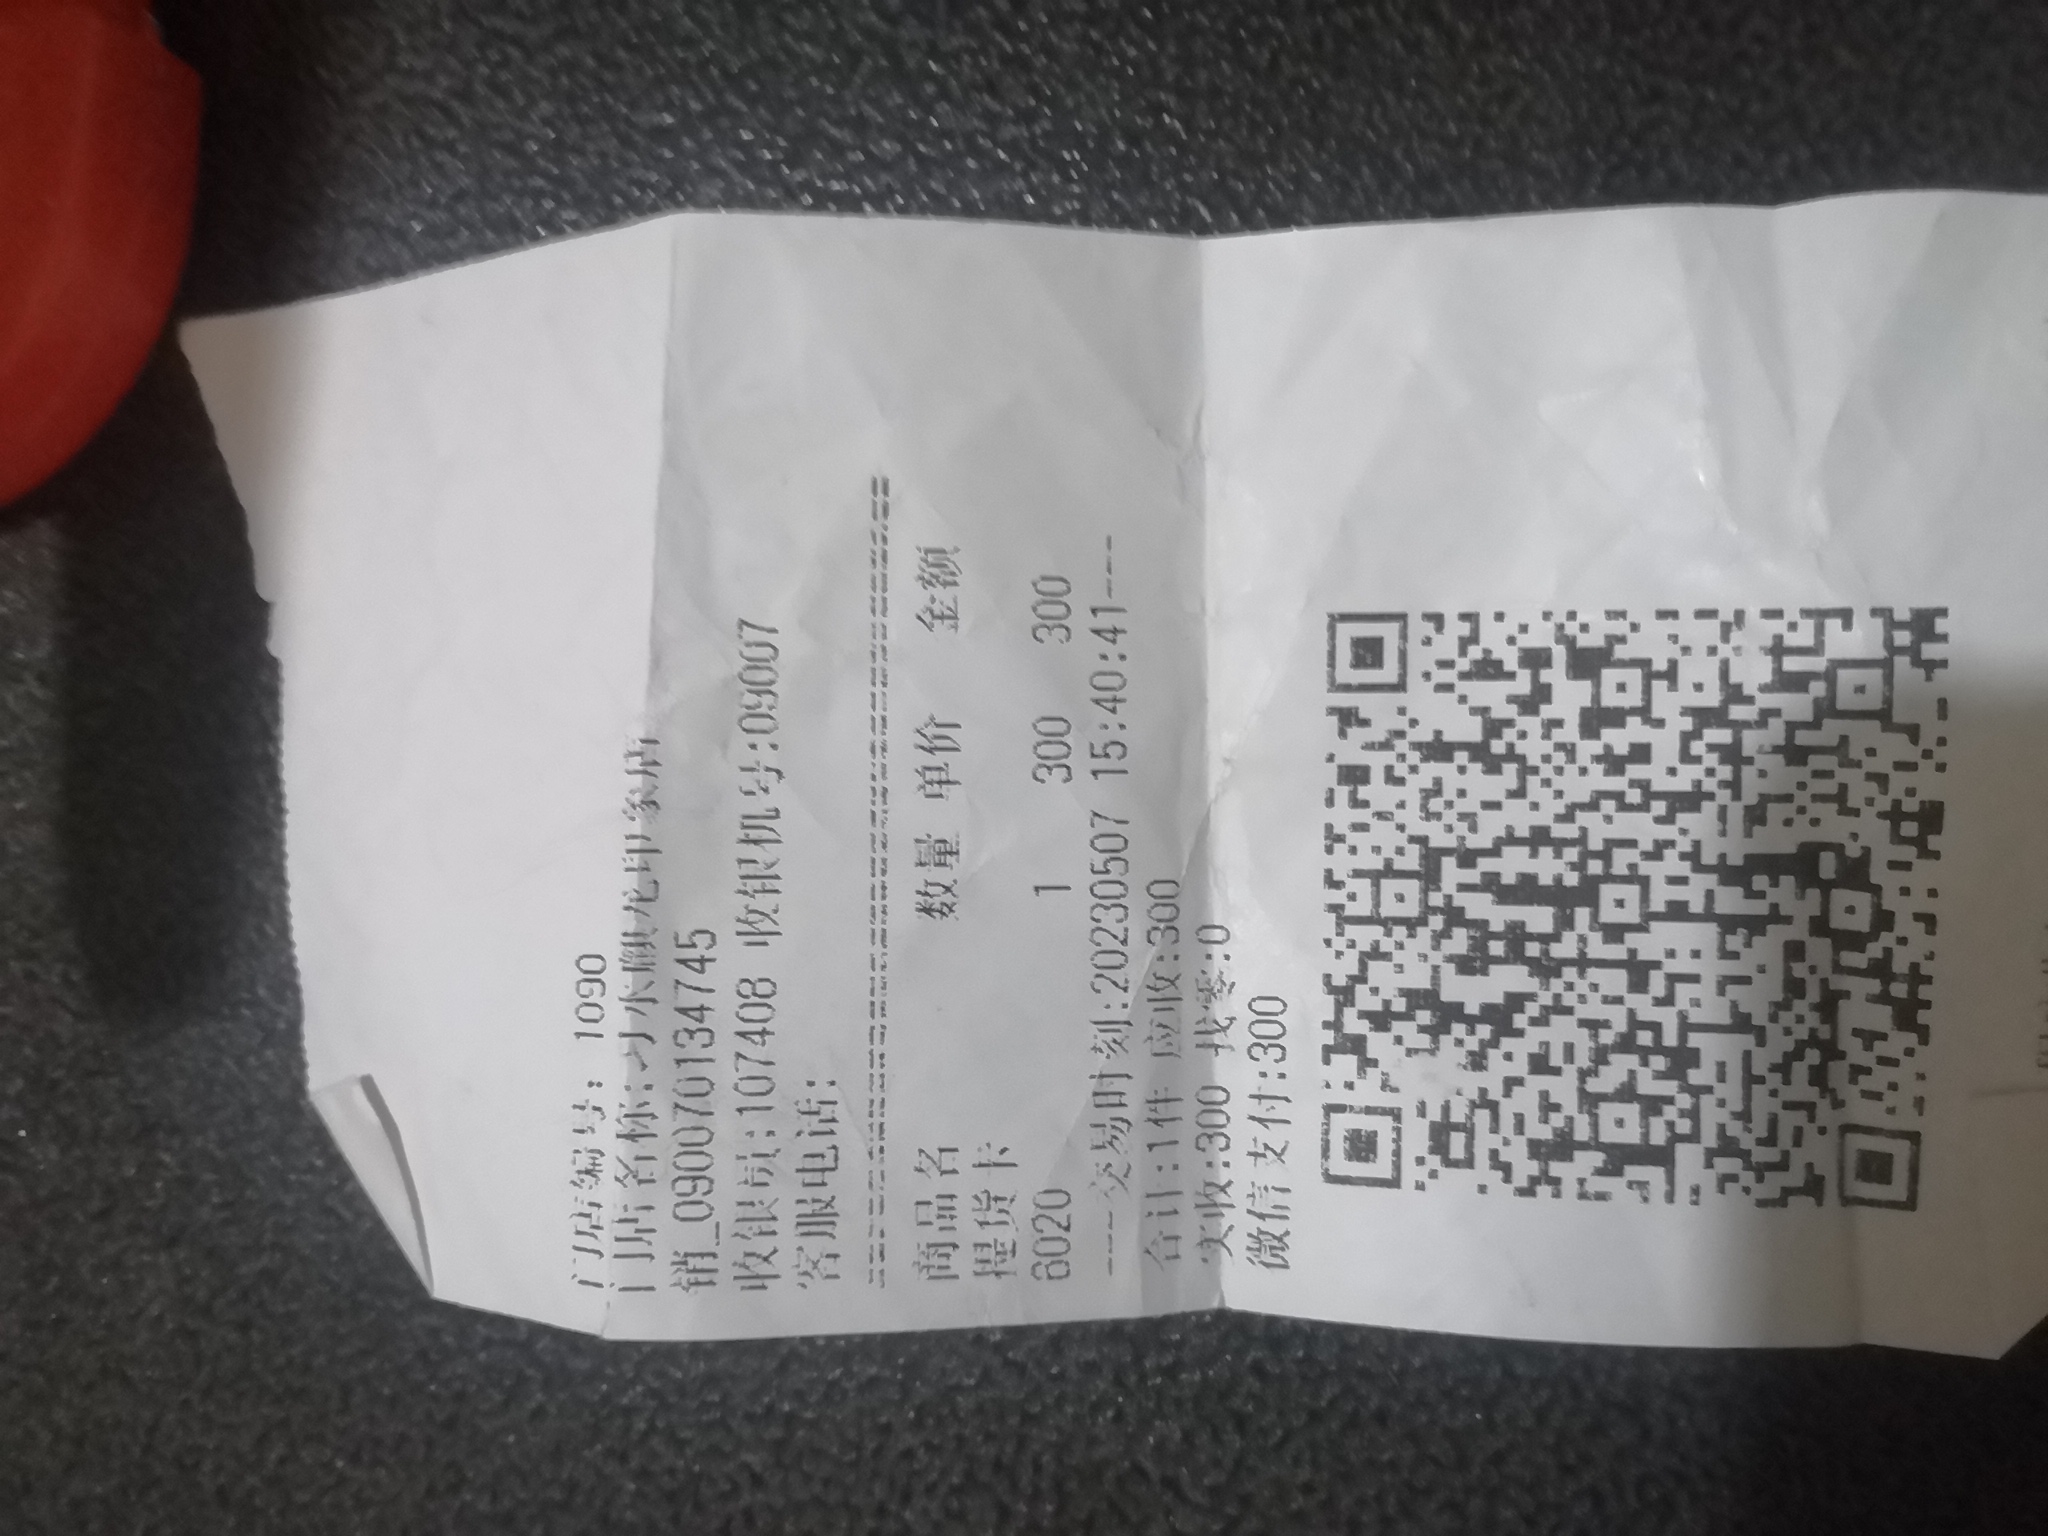 门店编号: 1090
门店名称:习水濒龙印象店
销_0900701134745
收银员:107408 收银机号:09007
客服电话:
商品名 数量 单价 金额
提货卡
6020 1 300 300
----交易时刻:20230507 15:40:41----
合计:1件 应收:300
实收:300 找零:0
微信支付:300